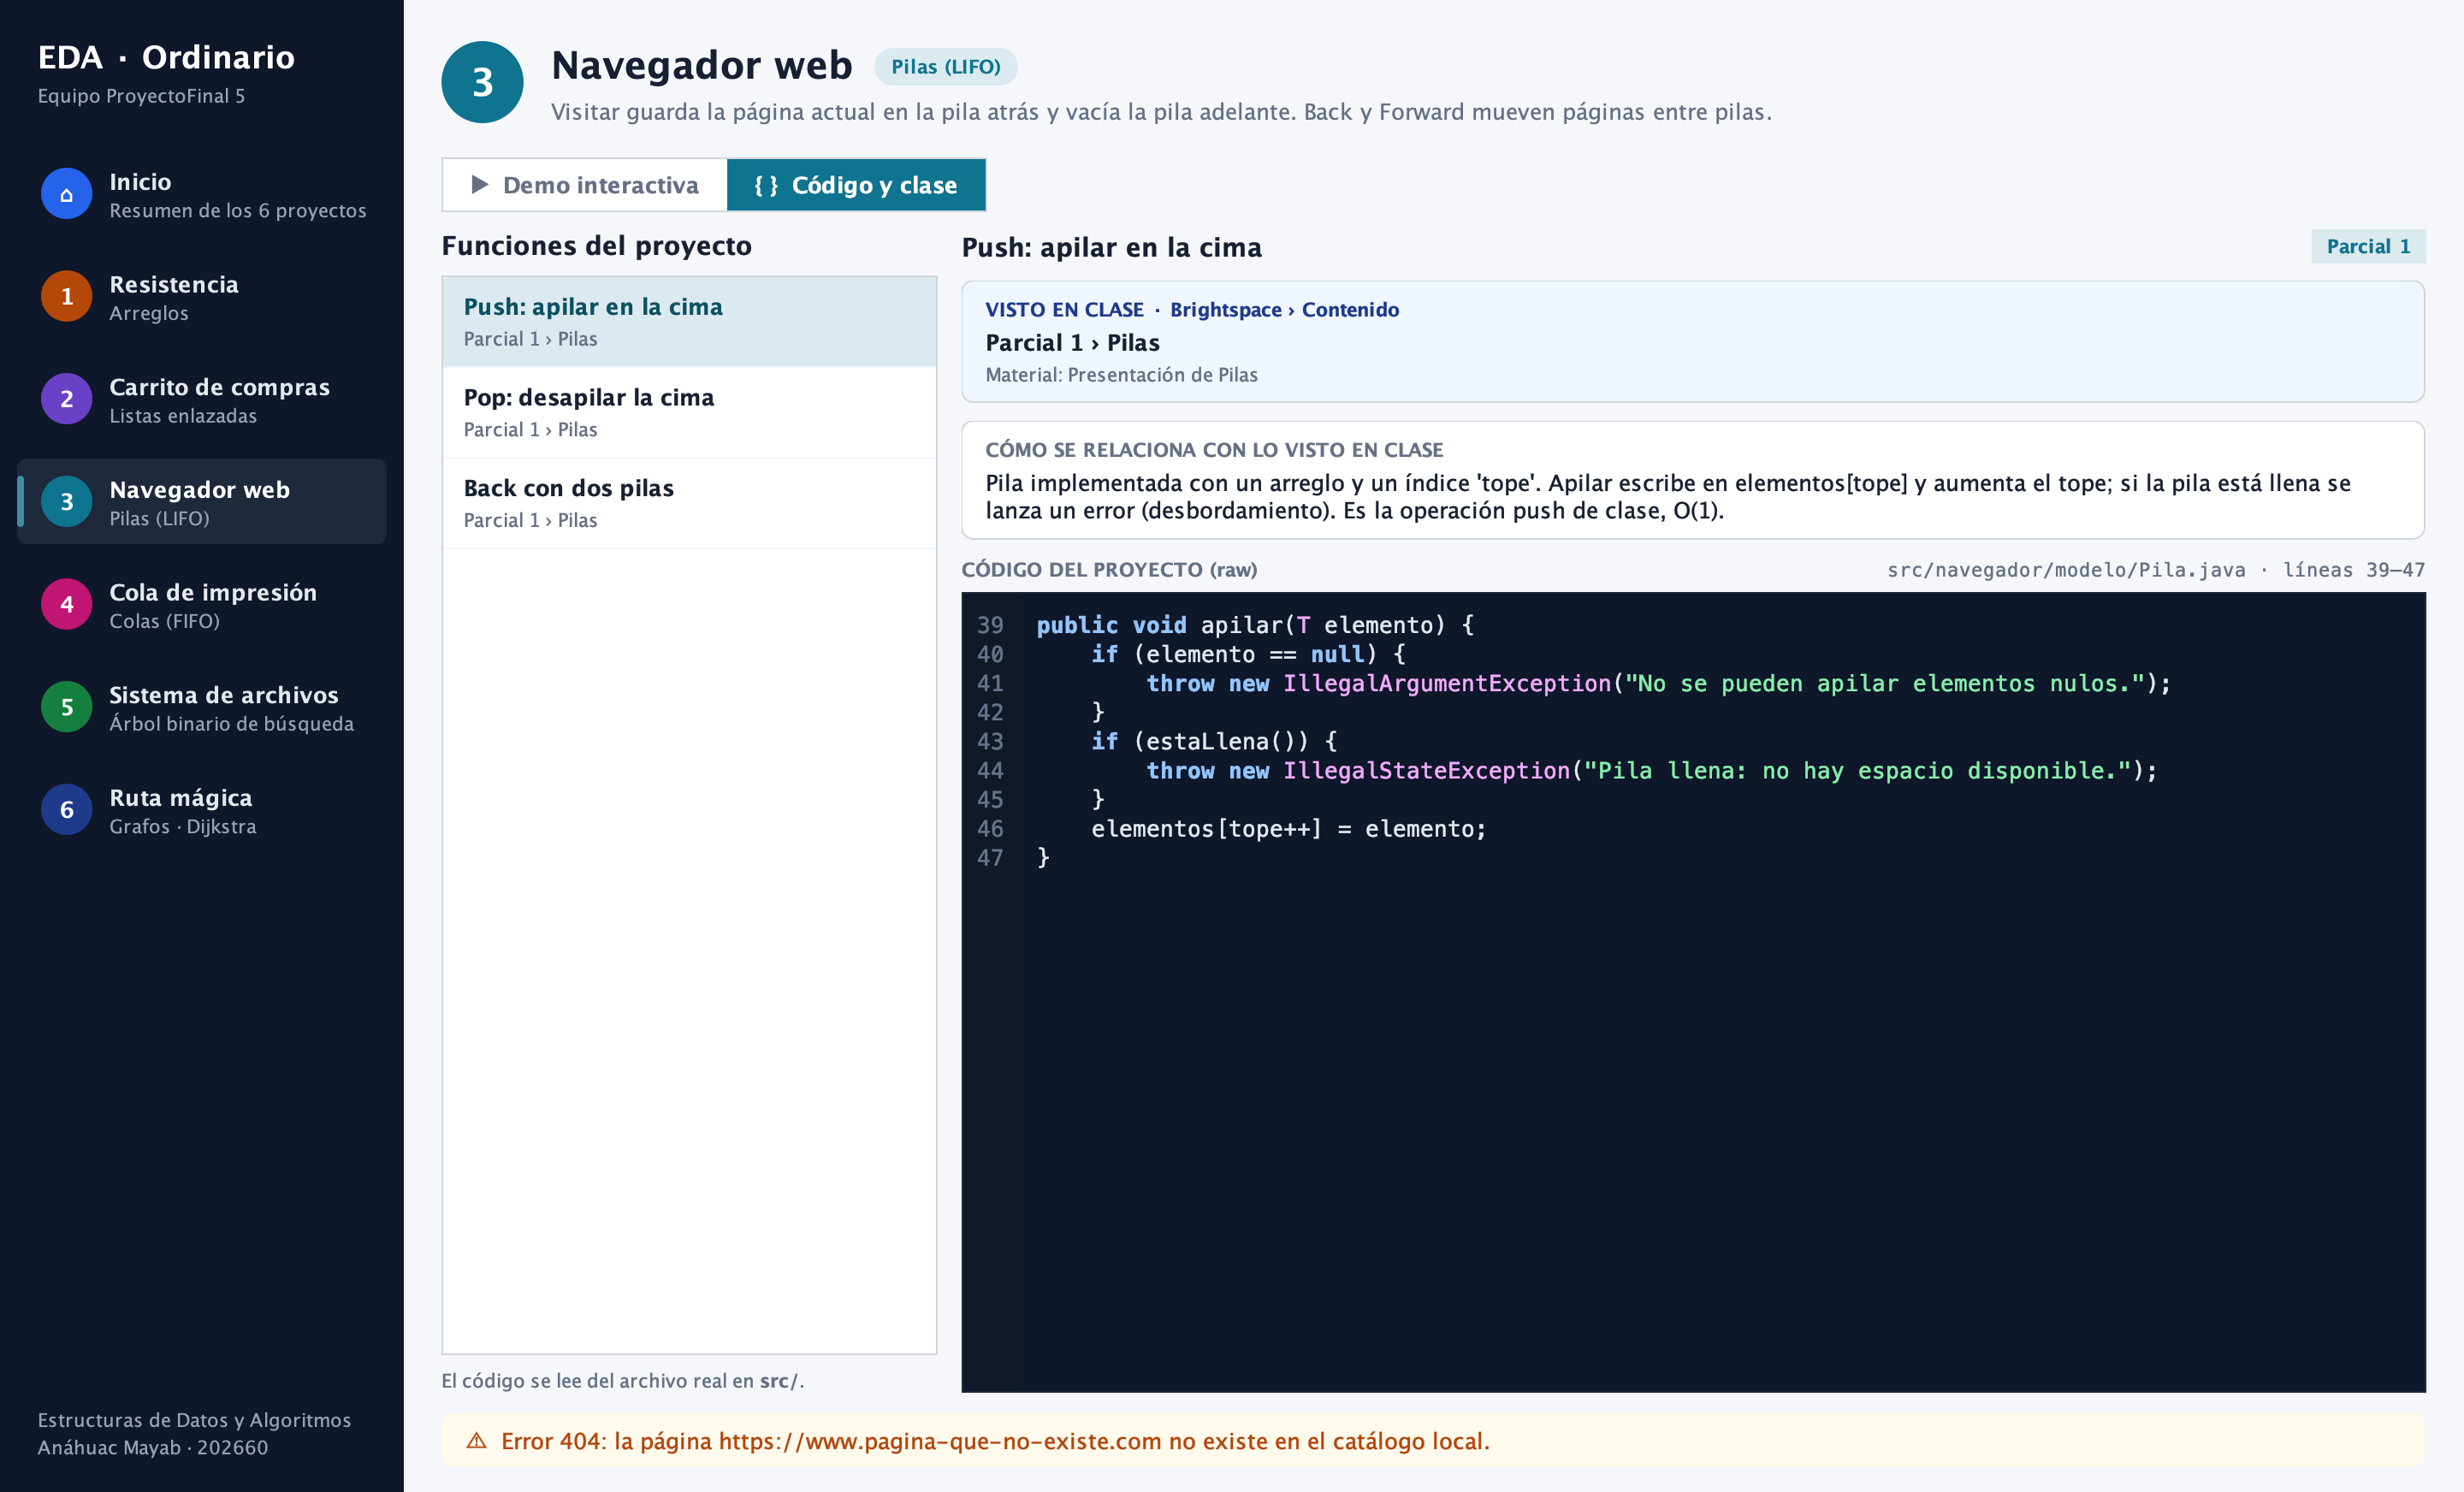 EDA · Ordinario
Equipo ProyectoFinal 5
Inicio
Resumen de los 6 proyectos
1
Resistencia
Arreglos
2
Carrito de compras
Listas enlazadas
3
Navegador web
Pilas (LIFO)
4
Cola de impresión
Colas (FIFO)
5
Sistema de archivos
Árbol binario de búsqueda
6
Ruta mágica
Grafos · Dijkstra
Estructuras de Datos y Algoritmos
Anáhuac Mayab · 202660
3
Navegador web
Pilas (LIFO)
Visitar guarda la página actual en la pila atrás y vacía la pila adelante. Back y Forward mueven páginas entre pilas.
▶ Demo interactiva
{ } Código y clase
Funciones del proyecto
Push: apilar en la cima
Parcial 1 › Pilas
Pop: desapilar la cima
Parcial 1 › Pilas
Back con dos pilas
Parcial 1 › Pilas
El código se lee del archivo real en src/.
Push: apilar en la cima
Parcial 1
VISTO EN CLASE · Brightspace › Contenido
Parcial 1 › Pilas
Material: Presentación de Pilas
CÓMO SE RELACIONA CON LO VISTO EN CLASE
Pila implementada con un arreglo y un índice 'tope'. Apilar escribe en elementos[tope] y aumenta el tope; si la pila está llena se
lanza un error (desbordamiento). Es la operación push de clase, O(1).
CÓDIGO DEL PROYECTO (raw)
src/navegador/modelo/Pila.java · líneas 39–47
39 public void apilar(T elemento) {
40     if (elemento == null) {
41         throw new IllegalArgumentException("No se pueden apilar elementos nulos.");
42     }
43     if (estaLlena()) {
44         throw new IllegalStateException("Pila llena: no hay espacio disponible.");
45     }
46     elementos[tope++] = elemento;
47 }
⚠ Error 404: la página https://www.pagina-que-no-existe.com no existe en el catálogo local.